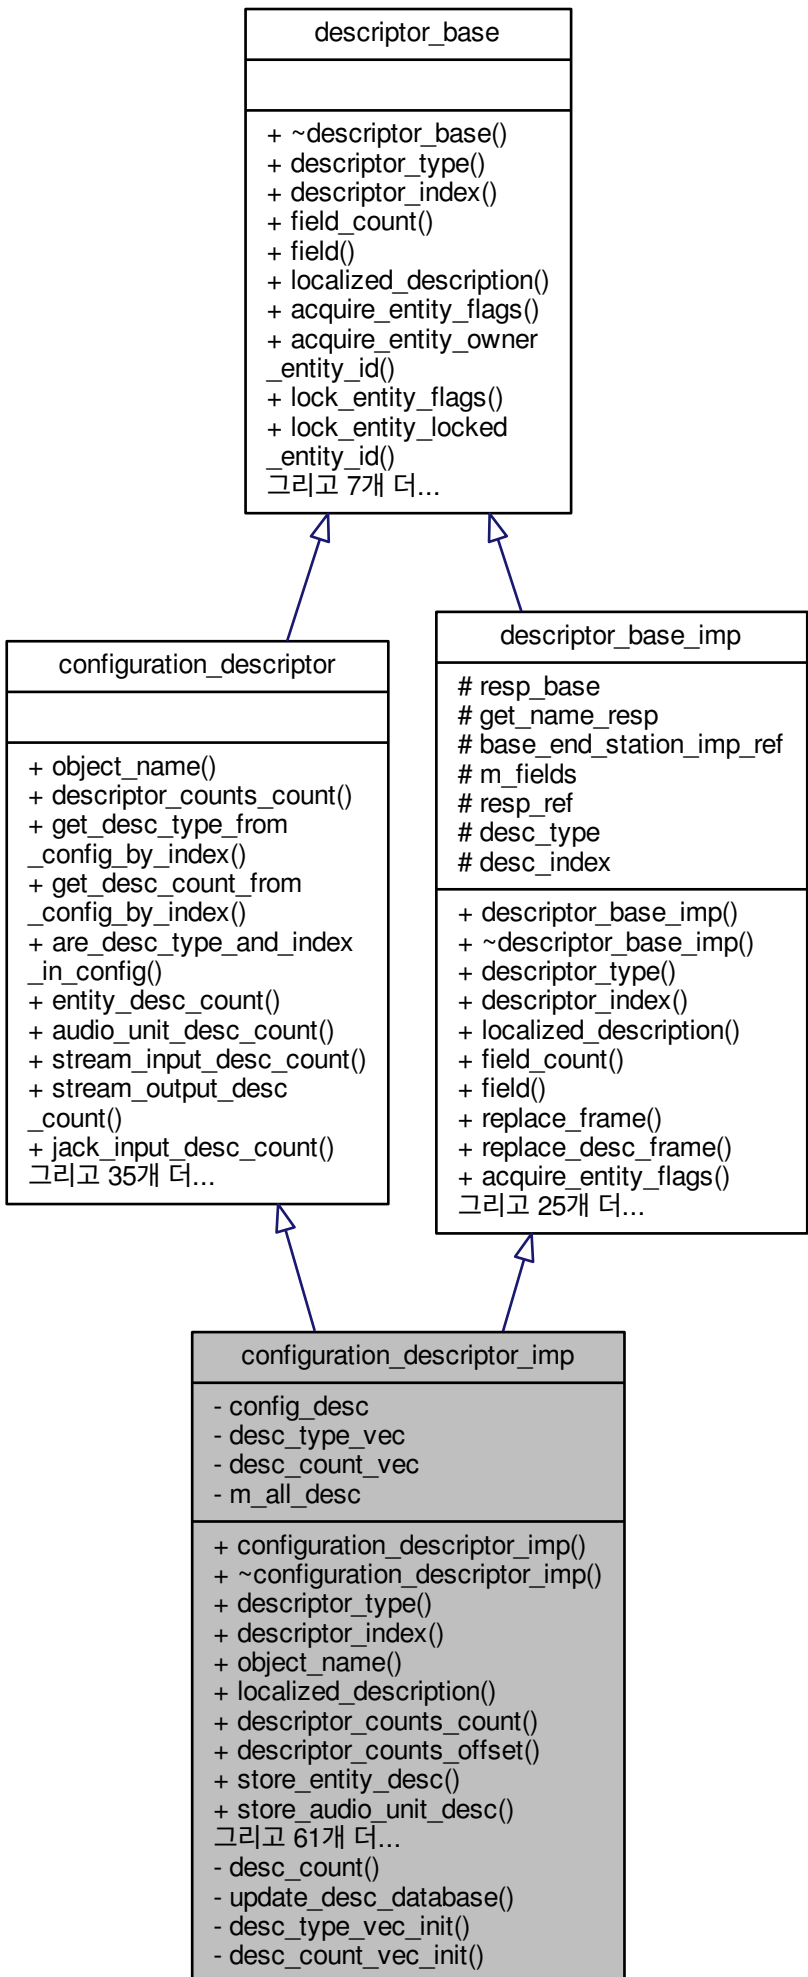 descriptor_base
+ ~descriptor_base()
+ descriptor_type()
+ descriptor_index()
+ field_count()
+ field()
+ localized_description()
+ acquire_entity_flags()
+ acquire_entity_owner
_entity_id()
+ lock_entity_flags()
+ lock_entity_locked
_entity_id()
그리고 7개 더...
configuration_descriptor
+ object_name()
+ descriptor_counts_count()
+ get_desc_type_from
_config_by_index()
+ get_desc_count_from
_config_by_index()
+ are_desc_type_and_index
_in_config()
+ entity_desc_count()
+ audio_unit_desc_count()
+ stream_input_desc_count()
+ stream_output_desc
_count()
+ jack_input_desc_count()
그리고 35개 더...
descriptor_base_imp
# resp_base
# get_name_resp
# base_end_station_imp_ref
# m_fields
# resp_ref
# desc_type
# desc_index
+ descriptor_base_imp()
+ ~descriptor_base_imp()
+ descriptor_type()
+ descriptor_index()
+ localized_description()
+ field_count()
+ field()
+ replace_frame()
+ replace_desc_frame()
+ acquire_entity_flags()
그리고 25개 더...
configuration_descriptor_imp
- config_desc
- desc_type_vec
- desc_count_vec
- m_all_desc
+ configuration_descriptor_imp()
+ ~configuration_descriptor_imp()
+ descriptor_type()
+ descriptor_index()
+ object_name()
+ localized_description()
+ descriptor_counts_count()
+ descriptor_counts_offset()
+ store_entity_desc()
+ store_audio_unit_desc()
그리고 61개 더...
- desc_count()
- update_desc_database()
- desc_type_vec_init()
- desc_count_vec_init()